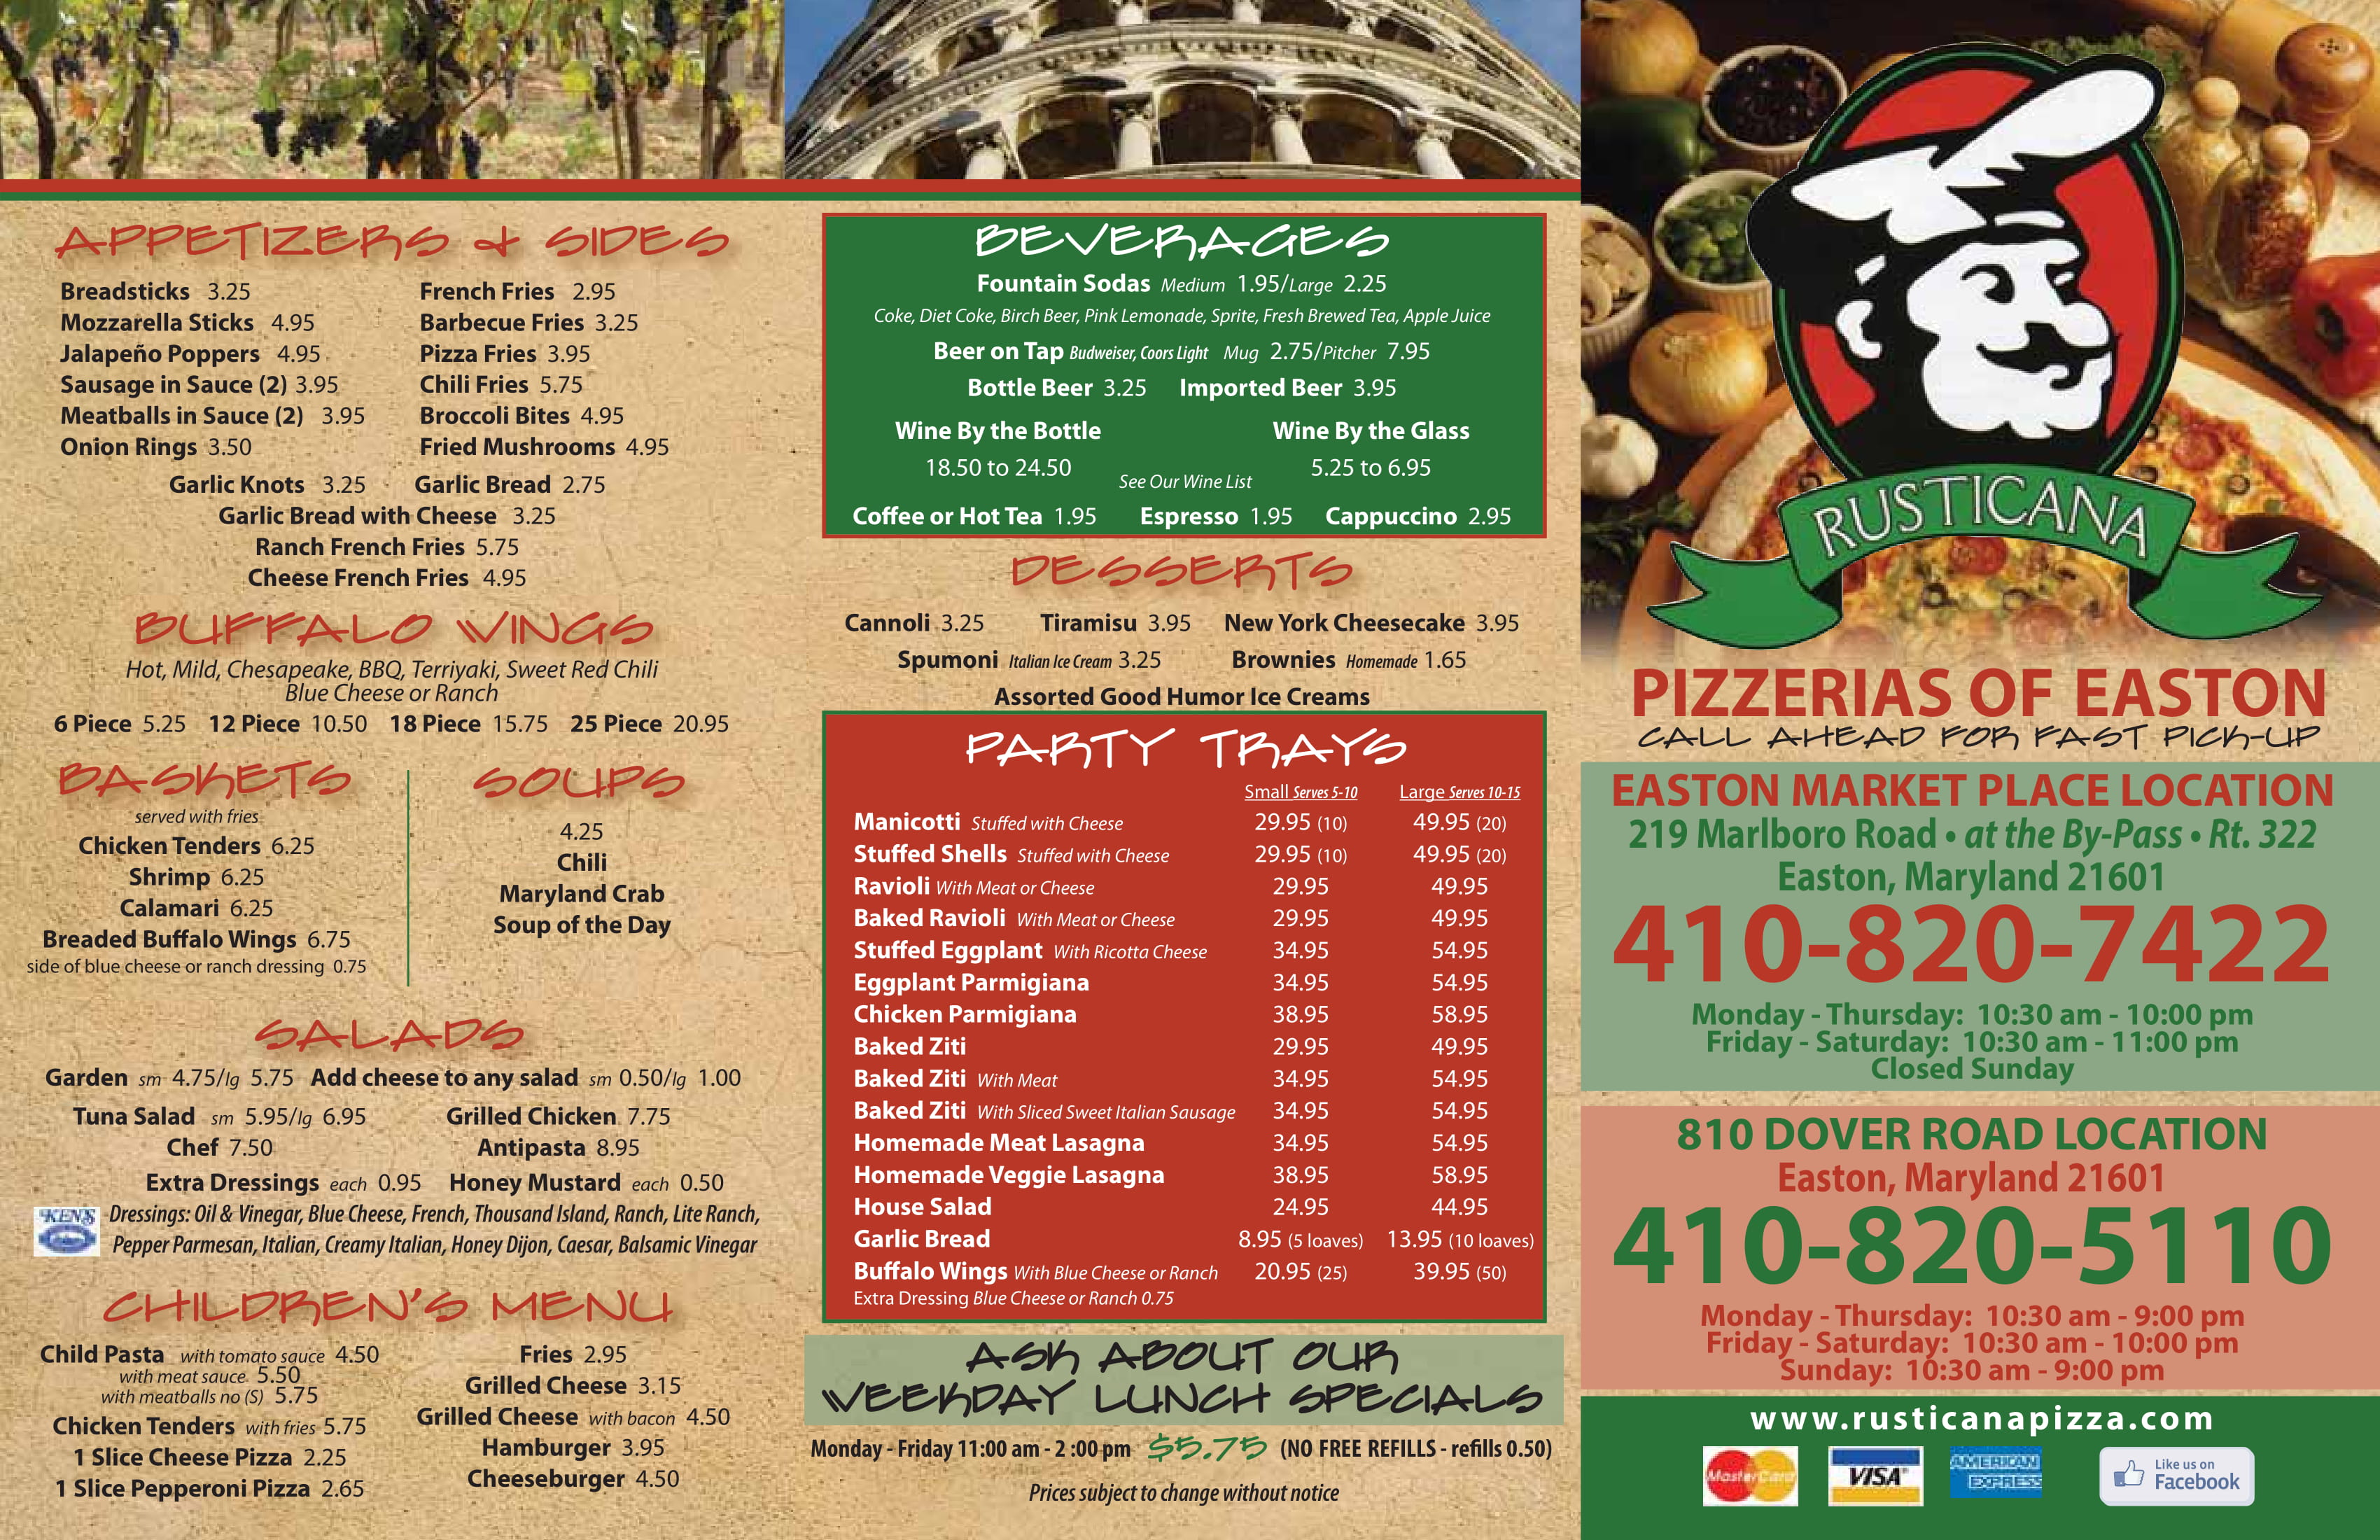 APPETIZERS & SIDES
Breadsticks 3.25
Mozzarella Sticks 4.95
Jalapeño Poppers 4.95
Sausage in Sauce (2) 3.95
Meatballs in Sauce (2) 3.95
Onion Rings 3.50
French Fries 2.95
Barbecue Fries 3.25
Pizza Fries 3.95
Chili Fries 5.75
Broccoli Bites 4.95
Fried Mushrooms 4.95
Garlic Knots 3.25 Garlic Bread 2.75
Garlic Bread with Cheese 3.25
Ranch French Fries 5.75
Cheese French Fries 4.95
BUFFALO WINGS
Hot, Mild, Chesapeake, BBQ, Terriyaki, Sweet Red Chili
Blue Cheese or Ranch
6 Piece 5.25 12 Piece 10.50 18 Piece 15.75 25 Piece 20.95
BASKETS
served with fries
Chicken Tenders 6.25
Shrimp 6.25
Calamari 6.25
Breaded Buffalo Wings 6.75
side of blue cheese or ranch dressing 0.75
SOUPS
4.25
Chili
Maryland Crab
Soup of the Day
SALADS
Garden sm 4.75/lg 5.75 Add cheese to any salad sm 0.50/lg 1.00
Tuna Salad sm 5.95/lg 6.95 Grilled Chicken 7.75
Chef 7.50 Antipasta 8.95
Extra Dressings each 0.95 Honey Mustard each 0.50
KEN'S
Dressings: Oil & Vinegar, Blue Cheese, French, Thousand Island, Ranch, Lite Ranch,
Pepper Parmesan, Italian, Creamy Italian, Honey Dijon, Caesar, Balsamic Vinegar
CHILDREN'S MENU
Child Pasta with tomato sauce 4.50
with meat sauce 5.50
with meatballs no (S) 5.75
Chicken Tenders with fries 5.75
1 Slice Cheese Pizza 2.25
1 Slice Pepperoni Pizza 2.65
Fries 2.95
Grilled Cheese 3.15
Grilled Cheese with bacon 4.50
Hamburger 3.95
Cheeseburger 4.50
BEVERAGES
Fountain Sodas Medium 1.95/Large 2.25
Coke, Diet Coke, Birch Beer, Pink Lemonade, Sprite, Fresh Brewed Tea, Apple Juice
Beer on Tap Budweiser, Coors Light Mug 2.75/Pitcher 7.95
Bottle Beer 3.25 Imported Beer 3.95
Wine By the Bottle Wine By the Glass
18.50 to 24.50 See Our Wine List 5.25 to 6.95
Coffee or Hot Tea 1.95 Espresso 1.95 Cappuccino 2.95
DESSERTS
Cannoli 3.25 Tiramisu 3.95 New York Cheesecake 3.95
Spumoni Italian Ice Cream 3.25 Brownies Homemade 1.65
Assorted Good Humor Ice Creams
PARTY TRAYS
Small Serves 5-10 Large Serves 10-15
Manicotti Stuffed with Cheese 29.95 (10) 49.95 (20)
Stuffed Shells Stuffed with Cheese 29.95 (10) 49.95 (20)
Ravioli With Meat or Cheese 29.95 49.95
Baked Ravioli With Meat or Cheese 29.95 49.95
Stuffed Eggplant With Ricotta Cheese 34.95 54.95
Eggplant Parmigiana 34.95 54.95
Chicken Parmigiana 38.95 58.95
Baked Ziti 29.95 49.95
Baked Ziti With Meat 34.95 54.95
Baked Ziti With Sliced Sweet Italian Sausage 34.95 54.95
Homemade Meat Lasagna 34.95 54.95
Homemade Veggie Lasagna 38.95 58.95
House Salad 24.95 44.95
Garlic Bread 8.95 (5 loaves) 13.95 (10 loaves)
Buffalo Wings With Blue Cheese or Ranch 20.95 (25) 39.95 (50)
Extra Dressing Blue Cheese or Ranch 0.75
ASK ABOUT OUR
WEEKDAY LUNCH SPECIALS
Monday - Friday 11:00 am - 2 :00 pm $5.75 (NO FREE REFILLS - refills 0.50)
Prices subject to change without notice
RUSTICANA
PIZZERIAS OF EASTON
CALL AHEAD FOR FAST PICK-UP
EASTON MARKET PLACE LOCATION
219 Marlboro Road • at the By-Pass • Rt. 322
Easton, Maryland 21601
410-820-7422
Monday - Thursday: 10:30 am - 10:00 pm
Friday - Saturday: 10:30 am - 11:00 pm
Closed Sunday
810 DOVER ROAD LOCATION
Easton, Maryland 21601
410-820-5110
Monday - Thursday: 10:30 am - 9:00 pm
Friday - Saturday: 10:30 am - 10:00 pm
Sunday: 10:30 am - 9:00 pm
www.rusticanapizza.com
MasterCard
VISA
AMERICAN
EXPRESS
Like us on
Facebook